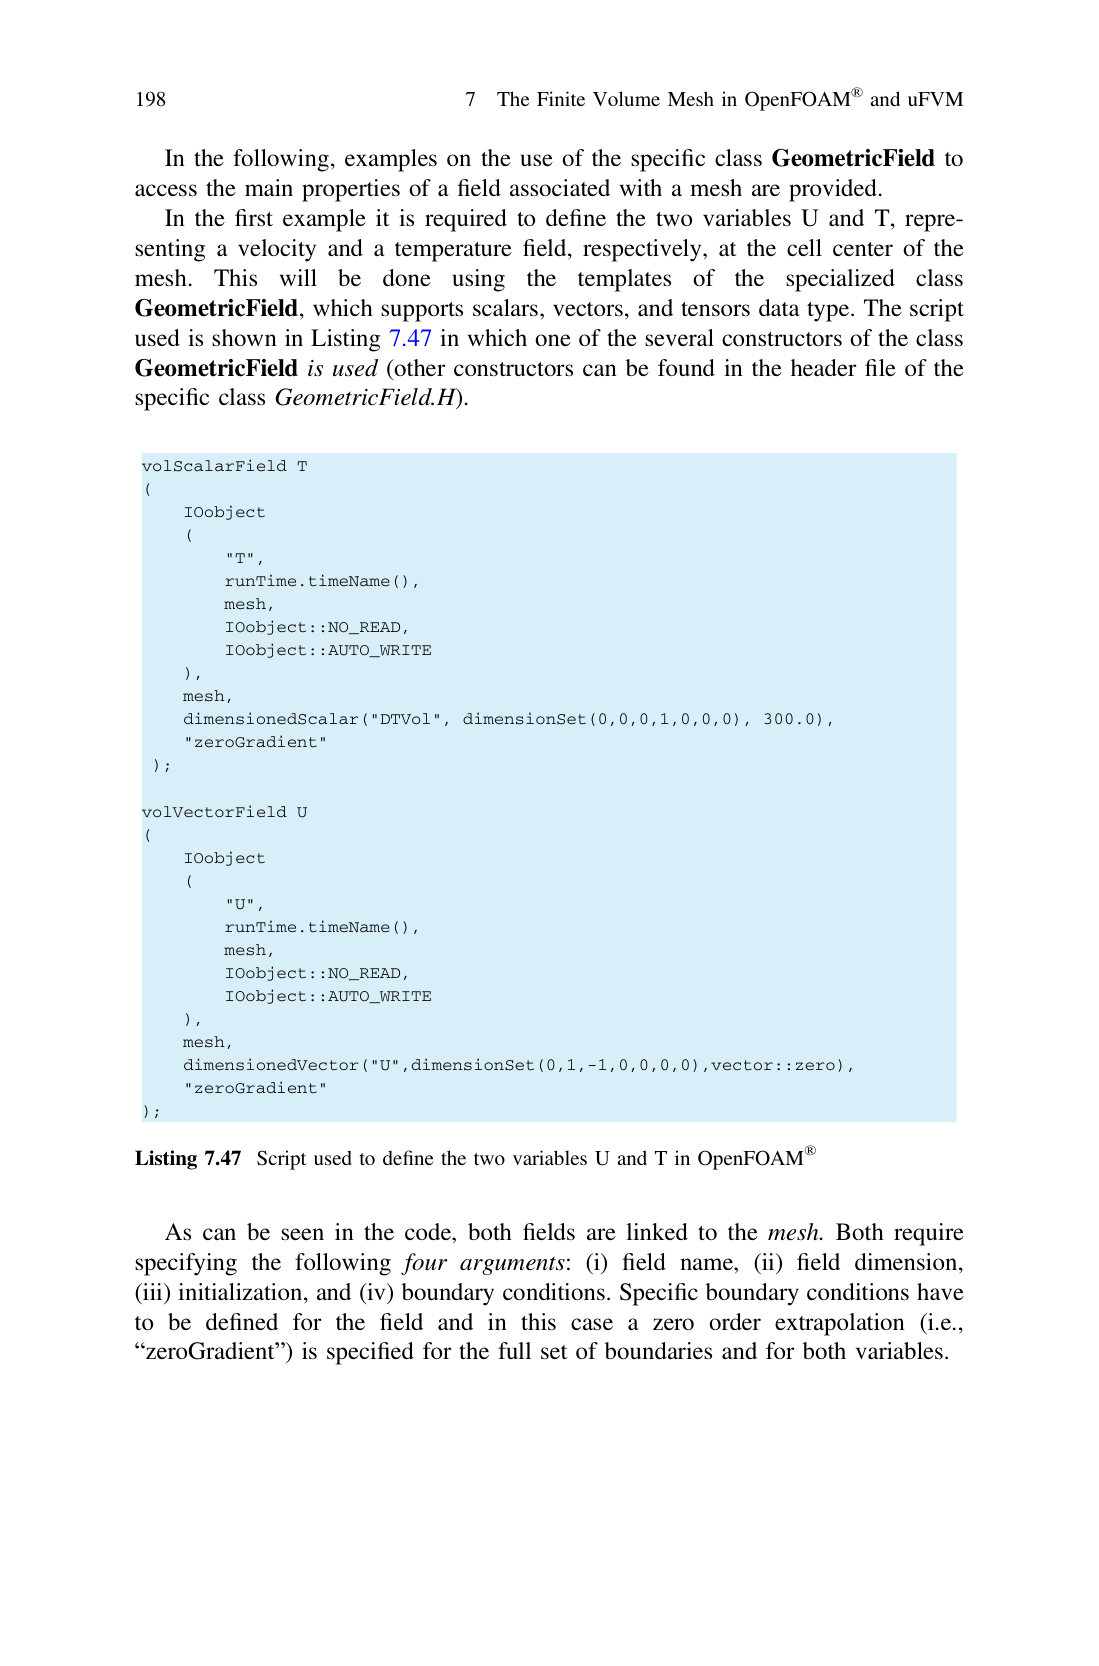 198 7 The Finite Volume Mesh in OpenFOAM® and uFVM
In the following, examples on the use of the specific class GeometricField to
access the main properties of a field associated with a mesh are provided.
In the first example it is required to define the two variables U and T, repre-
senting a velocity and a temperature field, respectively, at the cell center of the
mesh. This will be done using the templates of the specialized class
GeometricField, which supports scalars, vectors, and tensors data type. The script
used is shown in Listing 7.47 in which one of the several constructors of the class
GeometricField is used (other constructors can be found in the header file of the
specific class GeometricField.H).
volScalarField T
(
    IOobject
    (
        "T",
        runTime.timeName(),
        mesh,
        IOobject::NO_READ,
        IOobject::AUTO_WRITE
    ),
    mesh,
    dimensionedScalar("DTVol", dimensionSet(0,0,0,1,0,0,0), 300.0),
    "zeroGradient"
 );
volVectorField U
(
    IOobject
    (
        "U",
        runTime.timeName(),
        mesh,
        IOobject::NO_READ,
        IOobject::AUTO_WRITE
    ),
    mesh,
    dimensionedVector("U",dimensionSet(0,1,-1,0,0,0,0),vector::zero),
    "zeroGradient"
);
Listing 7.47 Script used to define the two variables U and T in OpenFOAM®
As can be seen in the code, both fields are linked to the mesh. Both require
specifying the following four arguments: (i) field name, (ii) field dimension,
(iii) initialization, and (iv) boundary conditions. Specific boundary conditions have
to be defined for the field and in this case a zero order extrapolation (i.e.,
“zeroGradient”) is specified for the full set of boundaries and for both variables.